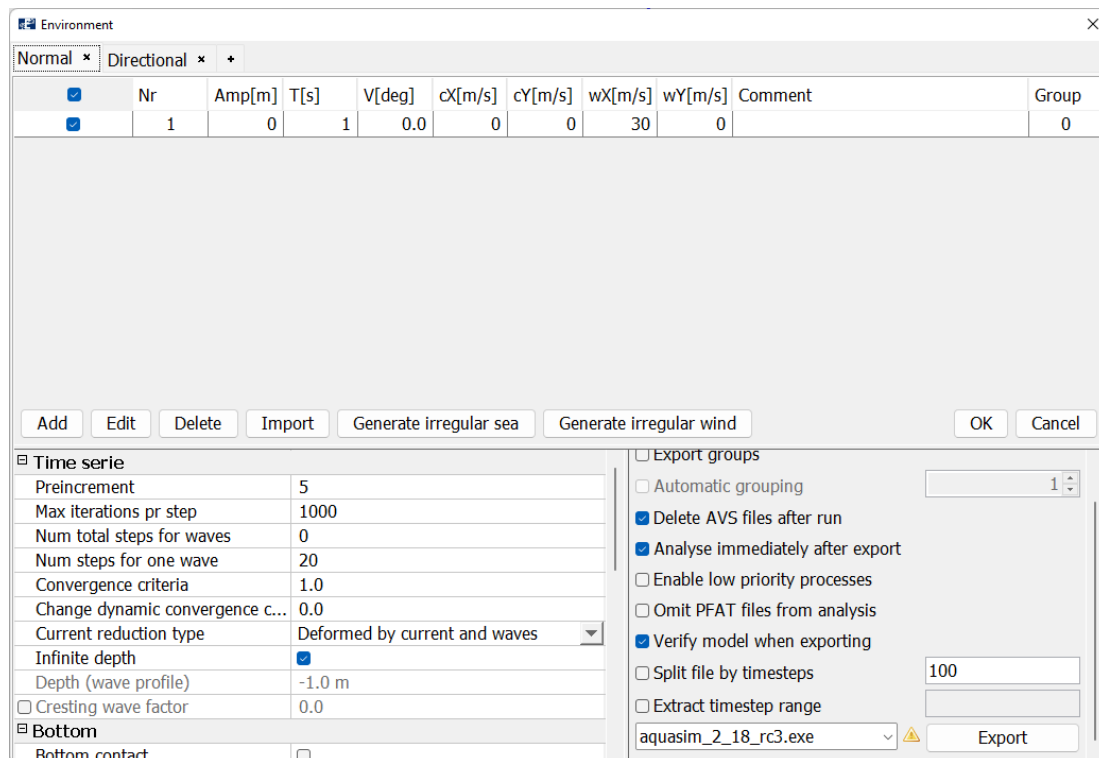 Environment
Normal × Directional × +
Nr Amp[m] T[s] V[deg] cX[m/s] cY[m/s] wX[m/s] wY[m/s] Comment Group
1 0 1 0.0 0 0 30 0 0
Add Edit Delete Import Generate irregular sea Generate irregular wind OK Cancel
Time serie
Preincrement 5
Max iterations pr step 1000
Num total steps for waves 0
Num steps for one wave 20
Convergence criteria 1.0
Change dynamic convergence c... 0.0
Current reduction type Deformed by current and waves
Infinite depth
Depth (wave profile) -1.0 m
Cresting wave factor 0.0
Bottom
Bottom contact
Export groups
Automatic grouping 1
Delete AVS files after run
Analyse immediately after export
Enable low priority processes
Omit PFAT files from analysis
Verify model when exporting
Split file by timesteps 100
Extract timestep range
aquasim_2_18_rc3.exe Export